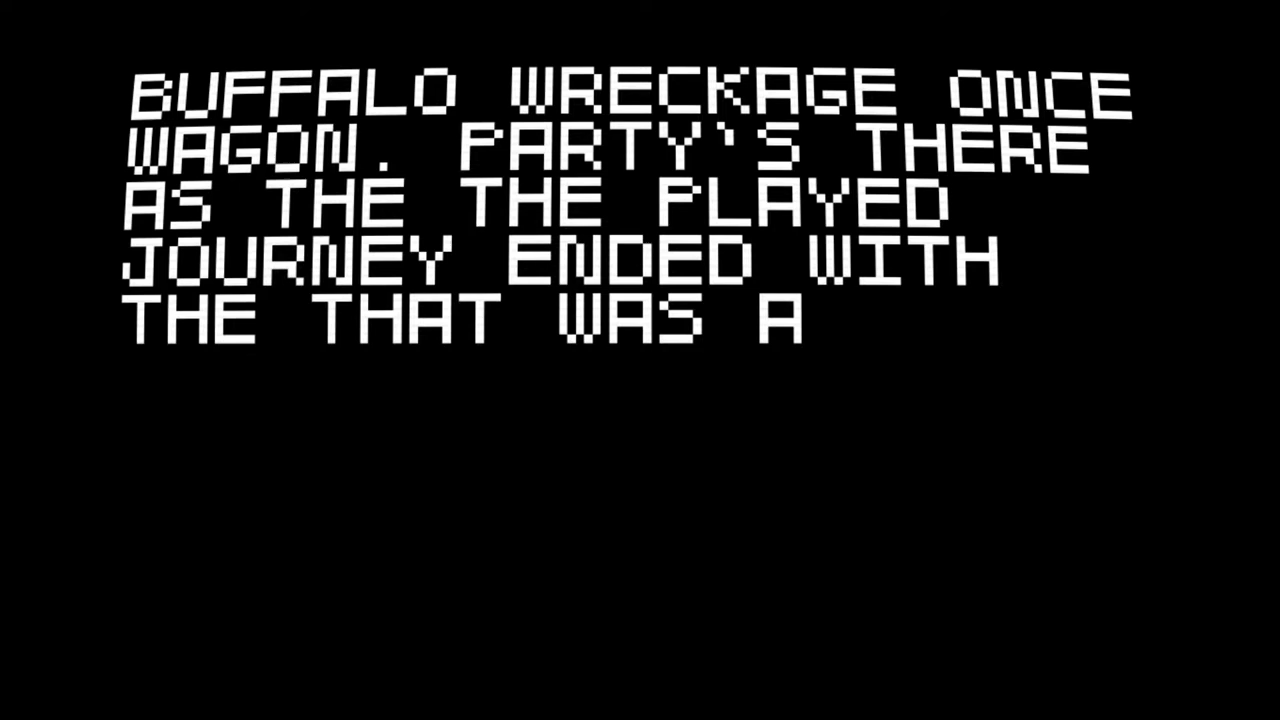 BUFFALO WRECKAGE ONCE
WAGON. PARTY'S THERE
AS THE THE PLAYED
JOURNEY ENDED WITH
THE THAT WAS A